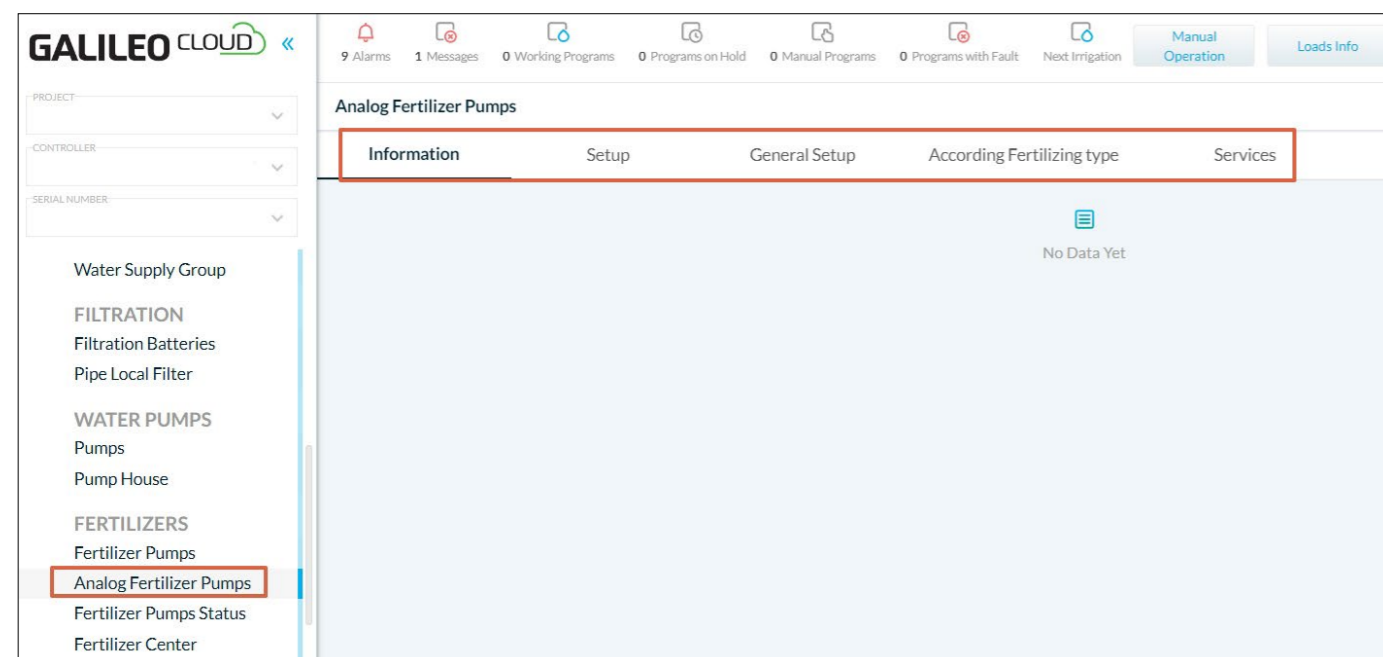 GALILEO CLOUD «
9 Alarms 1 Messages 0 Working Programs 0 Programs on Hold 0 Manual Programs 0 Programs with Fault Next Irrigation Manual Operation Loads Info
PROJECT
CONTROLLER
SERIAL NUMBER
Water Supply Group
FILTRATION
Filtration Batteries
Pipe Local Filter
WATER PUMPS
Pumps
Pump House
FERTILIZERS
Fertilizer Pumps
Analog Fertilizer Pumps
Fertilizer Pumps Status
Fertilizer Center
Analog Fertilizer Pumps
Information Setup General Setup According Fertilizing type Services
No Data Yet